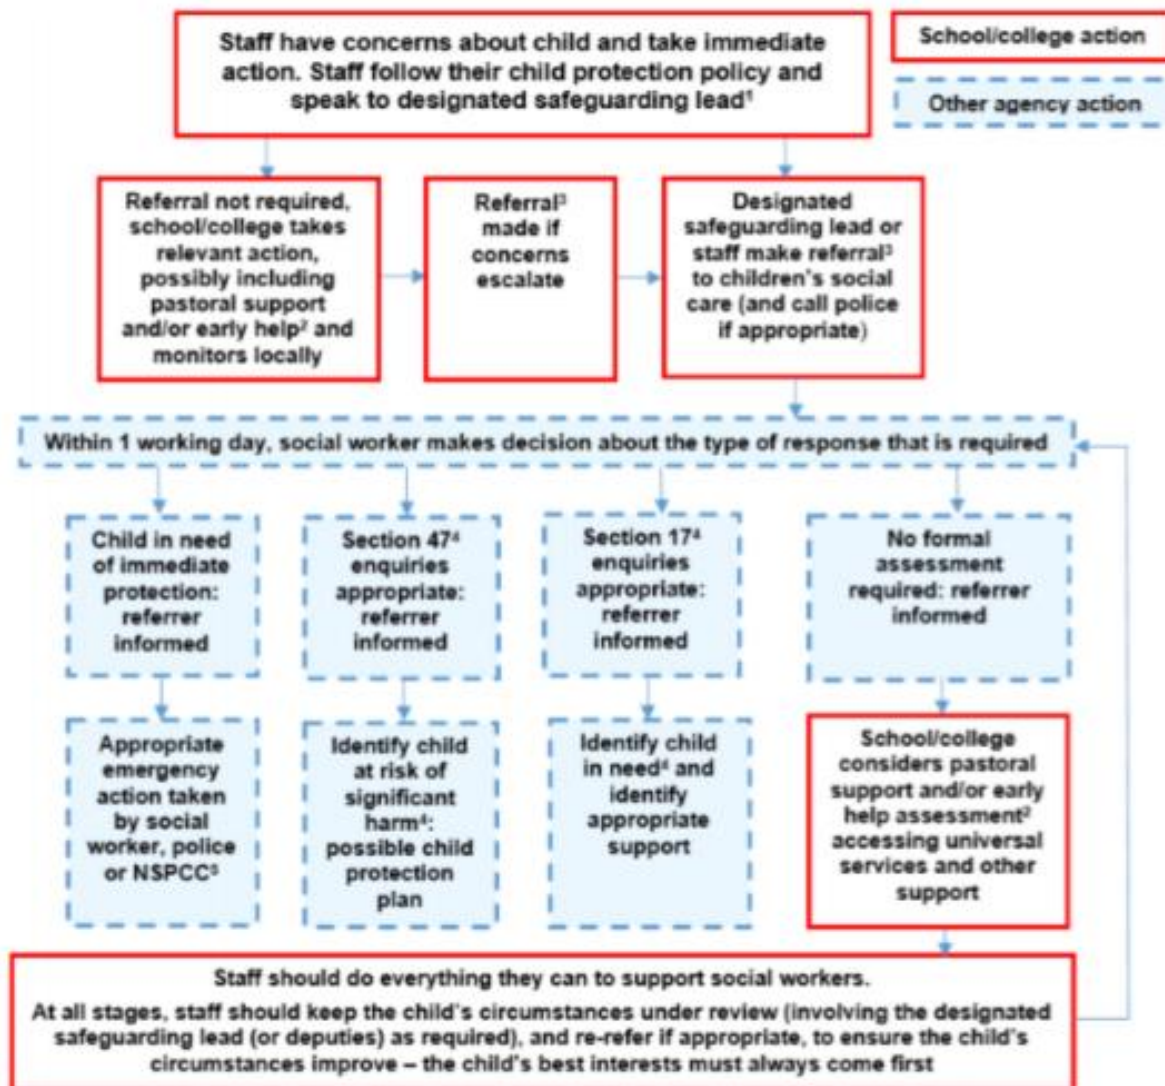 Staff have concerns about child and take immediate
action. Staff follow their child protection policy and
speak to designated safeguarding lead¹
School/college action
Other agency action
Referral not required,
school/college takes
relevant action,
possibly including
pastoral support
and/or early help² and
monitors locally
Referral³
made if
concerns
escalate
Designated
safeguarding lead or
staff make referral³
to children's social
care (and call police
if appropriate)
Within 1 working day, social worker makes decision about the type of response that is required
Child in need
of immediate
protection:
referrer
informed
Section 47⁴
enquiries
appropriate:
referrer
informed
Section 17⁴
enquiries
appropriate:
referrer
informed
No formal
assessment
required: referrer
informed
Appropriate
emergency
action taken
by social
worker, police
or NSPCC⁵
Identify child
at risk of
significant
harm⁴:
possible child
protection
plan
Identify child
in need⁴ and
identify
appropriate
support
School/college
considers pastoral
support and/or early
help assessment²
accessing universal
services and other
support
Staff should do everything they can to support social workers.
At all stages, staff should keep the child's circumstances under review (involving the designated
safeguarding lead (or deputies) as required), and re-refer if appropriate, to ensure the child's
circumstances improve – the child's best interests must always come first